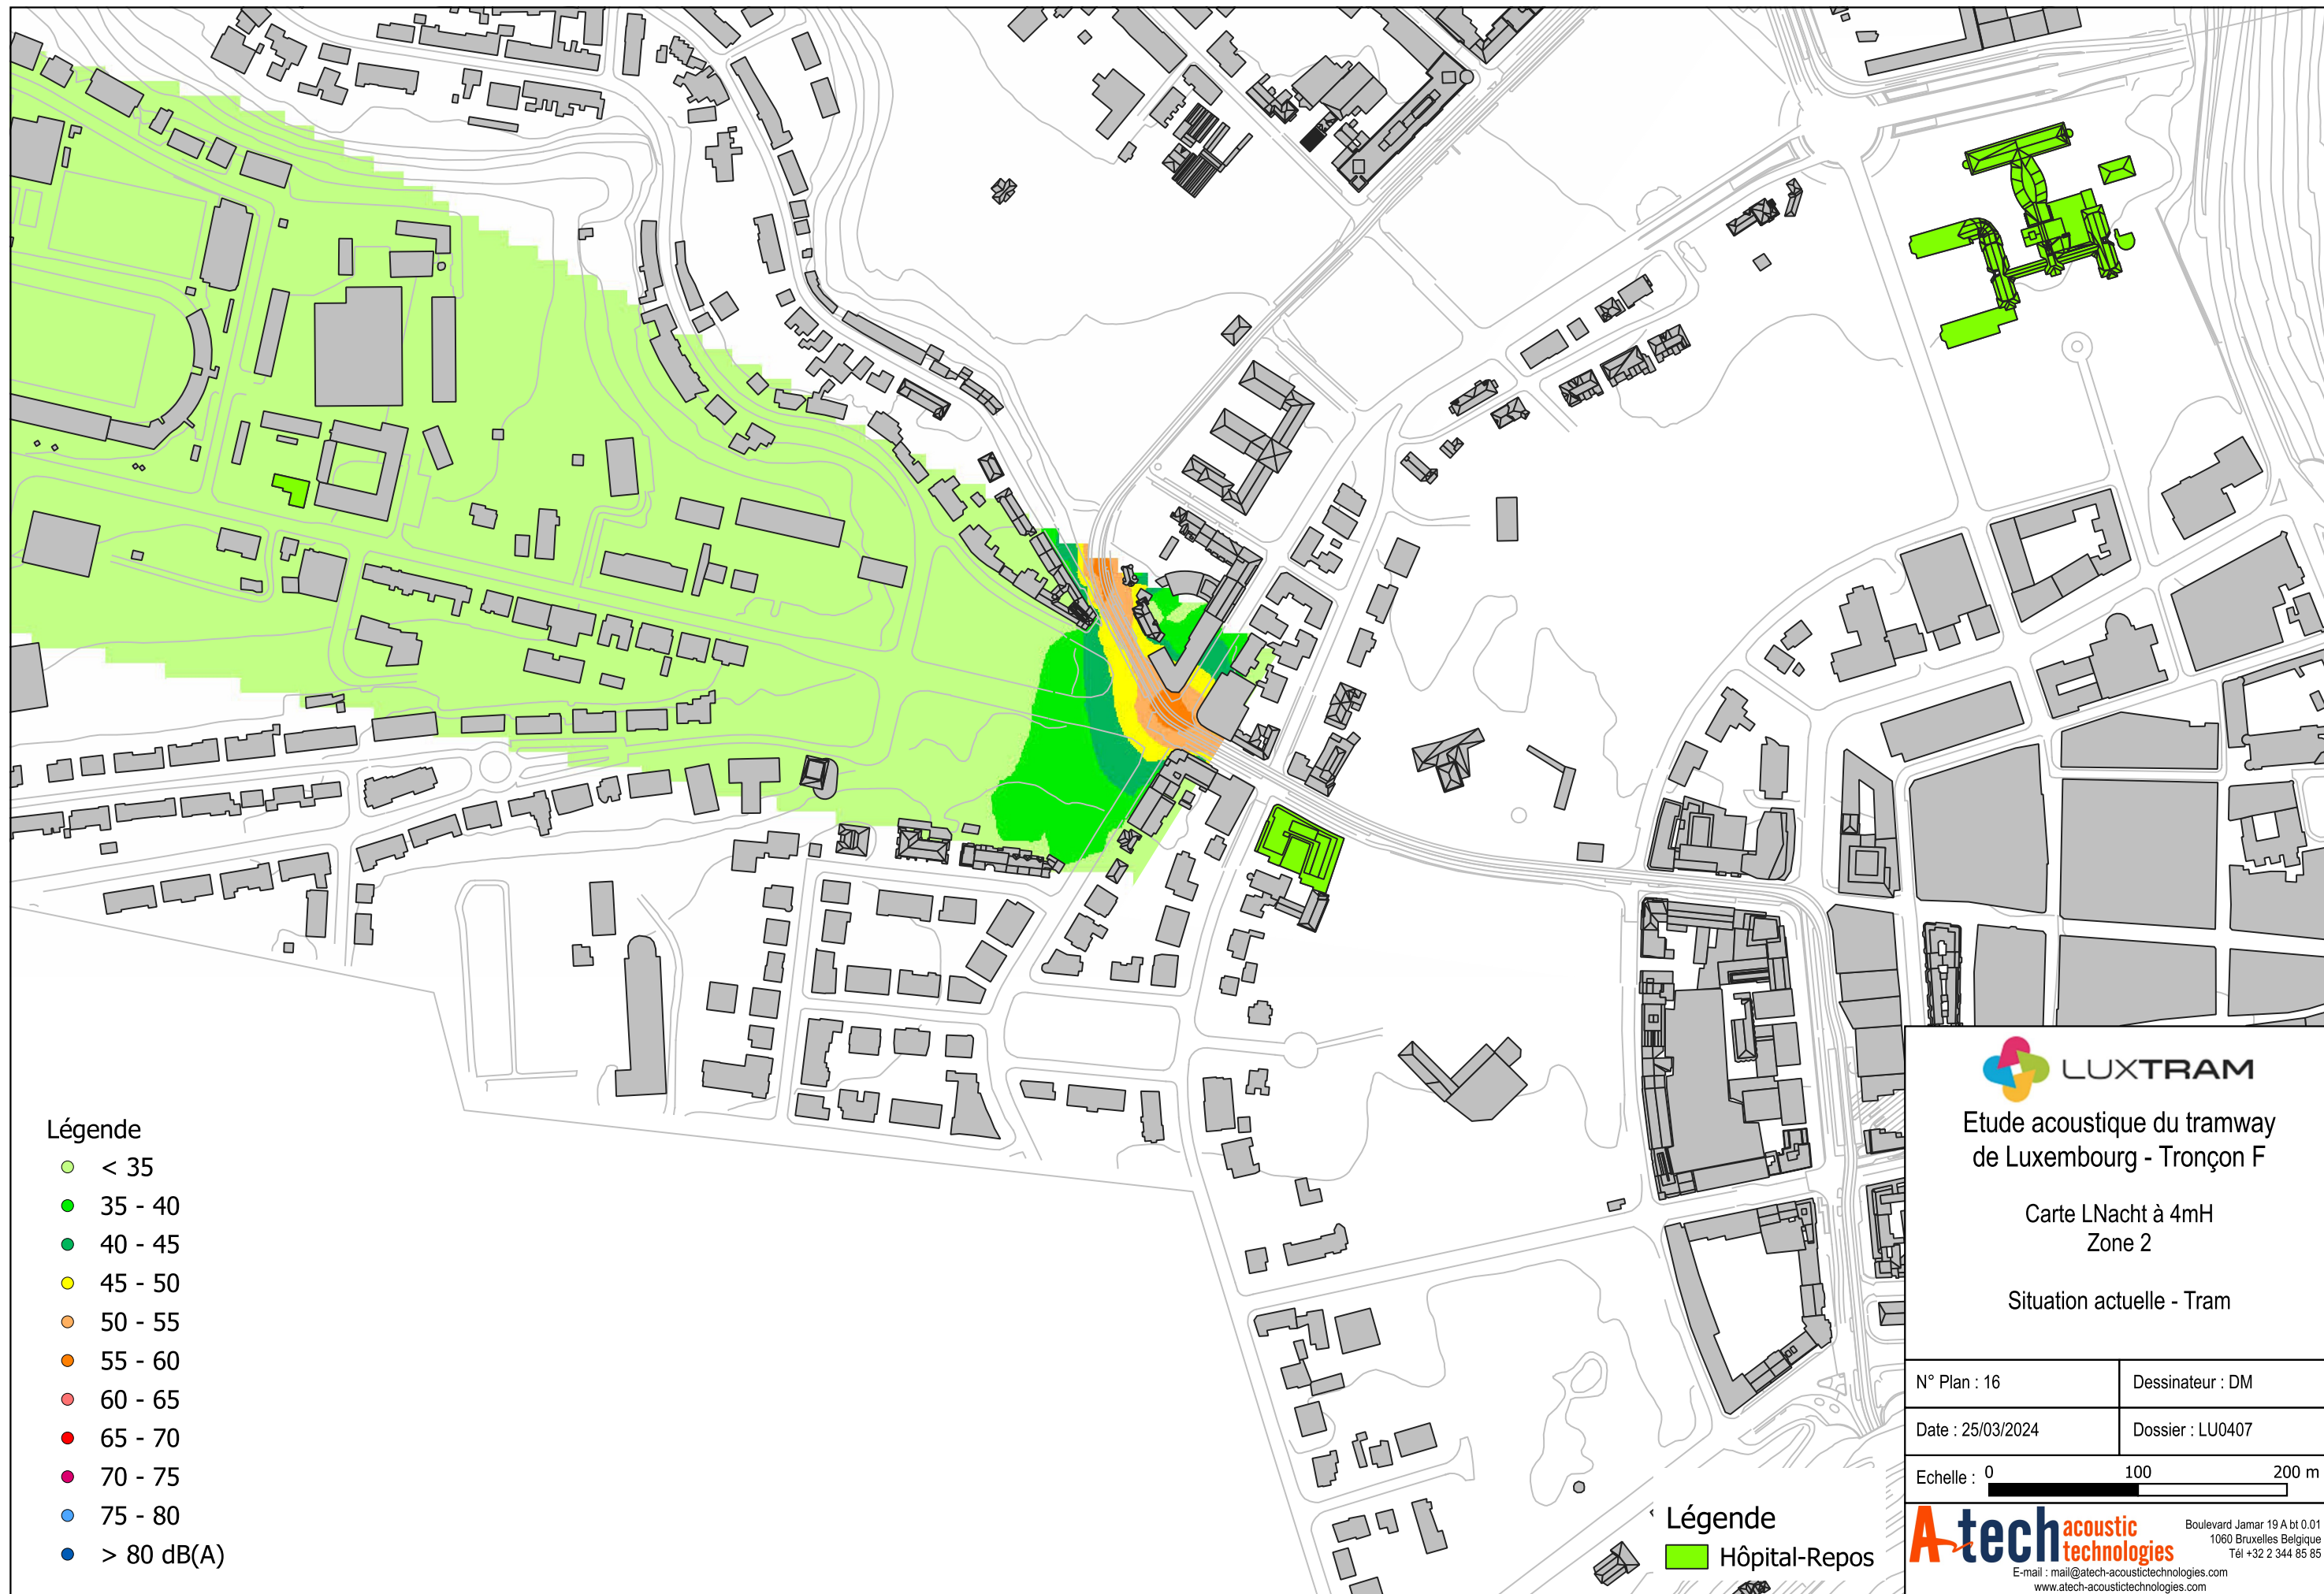 Légende
< 35
35 - 40
40 - 45
45 - 50
50 - 55
55 - 60
60 - 65
65 - 70
70 - 75
75 - 80
> 80 dB(A)
Légende
Hôpital-Repos
LUXTRAM
Etude acoustique du tramway
de Luxembourg - Tronçon F
Carte LNacht à 4mH
Zone 2
Situation actuelle - Tram
N° Plan : 16
Dessinateur : DM
Date : 25/03/2024
Dossier : LU0407
Echelle : 0 100 200 m
A-tech acoustic technologies
Boulevard Jamar 19 A bt 0.01
1060 Bruxelles Belgique
Tél +32 2 344 85 85
E-mail : mail@atech-acoustictechnologies.com
www.atech-acoustictechnologies.com